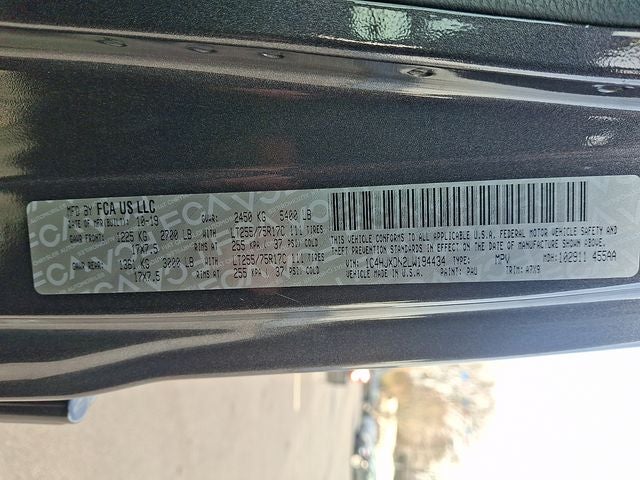 MFD BY FCA US LLC
DATE OF MFR(BUILT): 10-19 GVWR: 2450 KG 5400 LB
GAWR FRONT: 1225 KG 2700 LB WITH LT255/75R17C 111 TIRES
17X7.5 RIMS AT 255 KPA( 37 PSI COLD
GAWR REAR: 1361 KG 3000 LB WITH LT255/75R17C 111 TIRES
17X7.5 RIMS AT 255 KPA( 37 PSI COLD
THIS VEHICLE CONFORMS TO ALL APPLICABLE U.S.A. FEDERAL MOTOR VEHICLE SAFETY AND
THEFT PREVENTION STANDARDS IN EFFECT ON THE DATE OF MANUFACTURE SHOWN ABOVE.
VIN: 1C4HJXDN2LW194434 TYPE: MPV MDH: 102911 455AA
VEHICLE MADE IN U.S.A. PAINT: PAU TRIM: A7X9